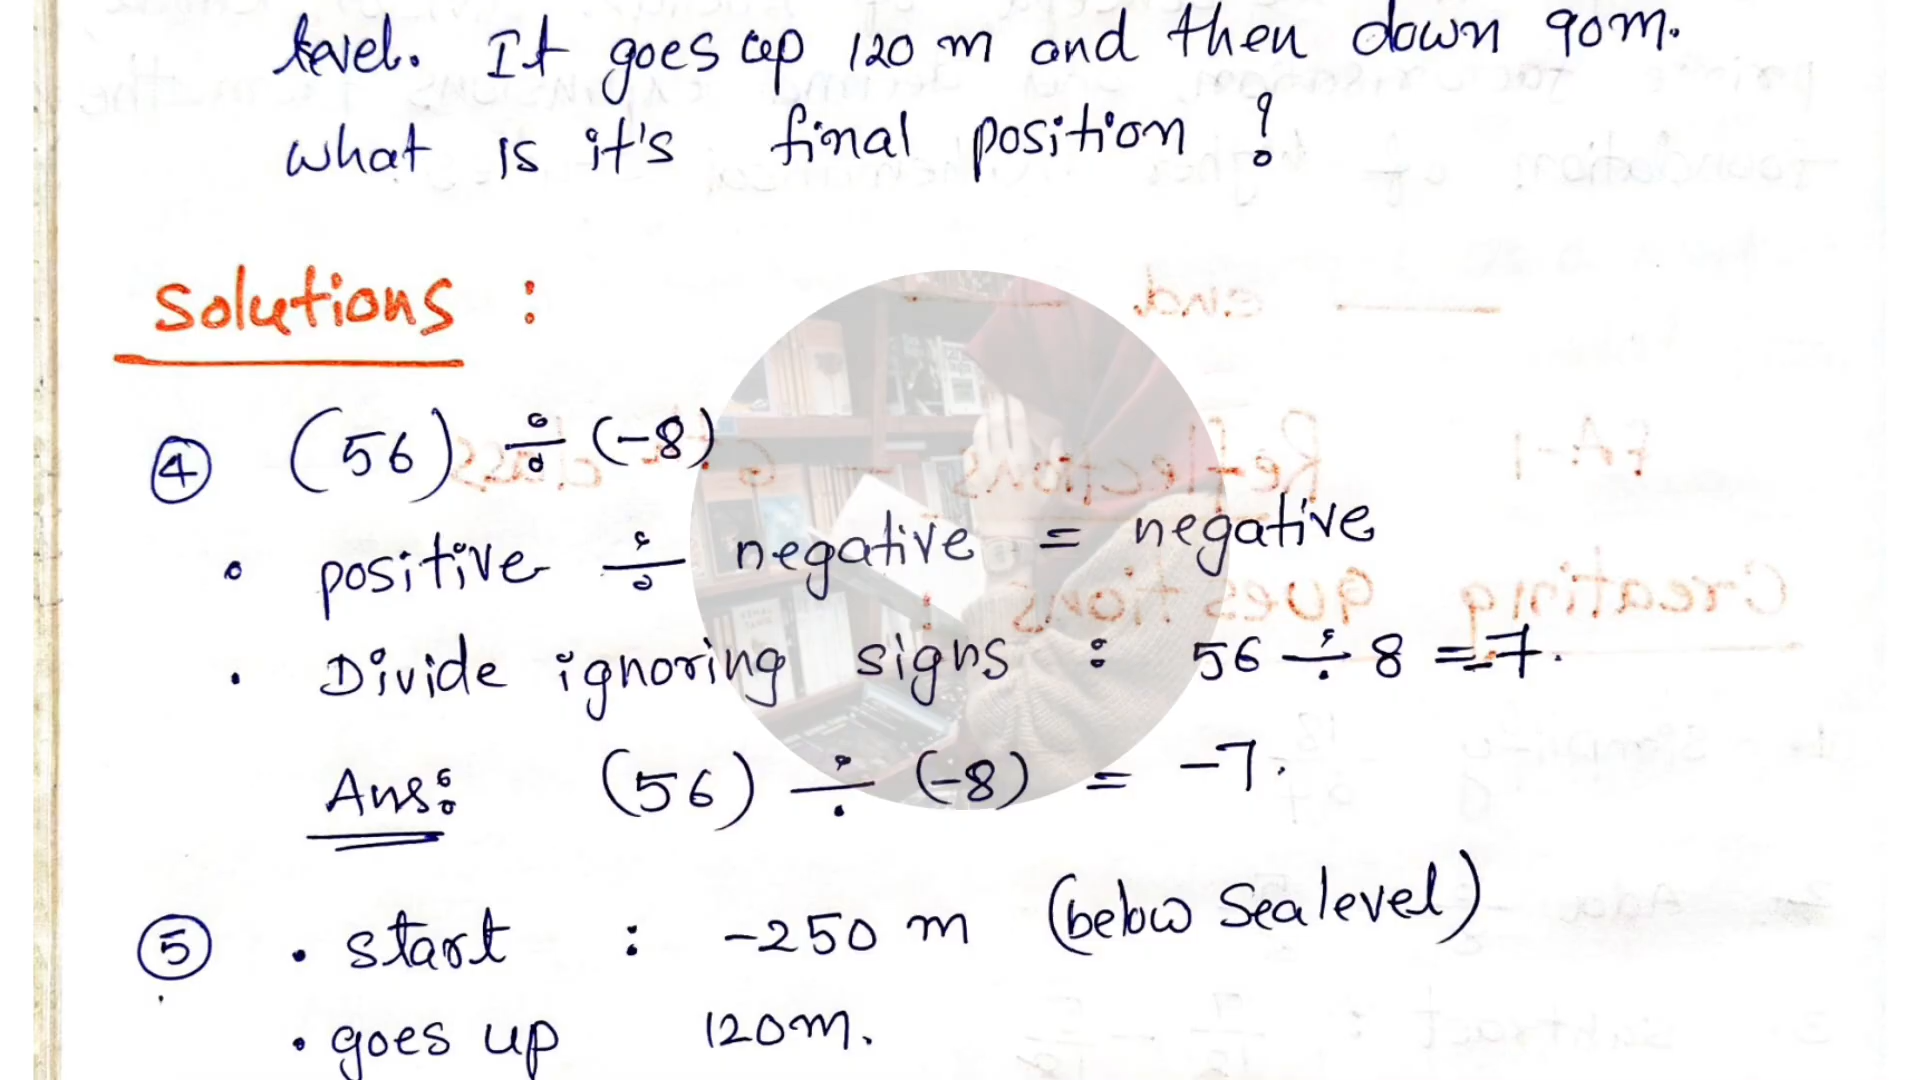 level. It goes up 120 m and then down 90m.
what is it's final position ?
Solutions :
④ (56) ÷ (-8)
• positive ÷ negative = negative
• Divide ignoring signs : 56 ÷ 8 = 7.
Ans: (56) ÷ (-8) = -7.
⑤ • start : -250 m (below Sea level)
• goes up 120m.